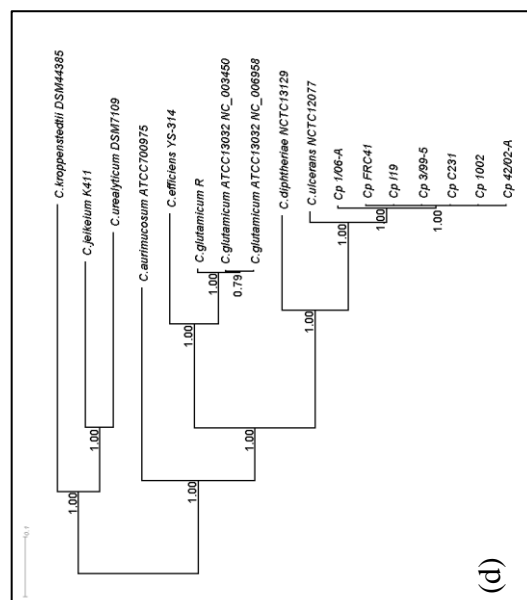 0.1
C.kroppenstedtii DSM44385
C.jeikeium K411
C.urealyticum DSM7109
C.aurimucosum ATCC700975
C.efficiens YS-314
C.glutamicum R
C.glutamicum ATCC13032 NC_003450
C.glutamicum ATCC13032 NC_006958
C.diphtheriae NCTC13129
C.ulcerans NCTC12077
Cp 1/06-A
Cp FRC41
Cp I19
Cp 3/99-5
Cp C231
Cp 1002
Cp 42/02-A
1.00
1.00
1.00
1.00
1.00
1.00
0.79
1.00
1.00
1.00
1.00
(d)